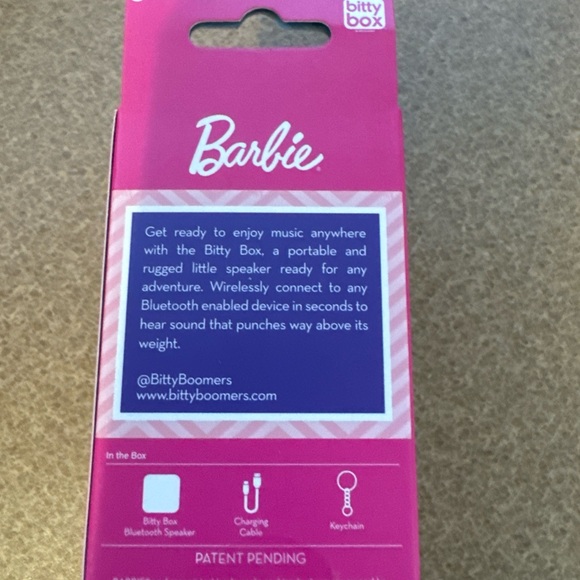 bitty
box
Barbie
Get ready to enjoy music anywhere
with the Bitty Box, a portable and
rugged little speaker ready for any
adventure. Wirelessly connect to any
Bluetooth enabled device in seconds to
hear sound that punches way above its
weight.
@BittyBoomers
www.bittyboomers.com
In the Box
Bitty Box
Bluetooth Speaker
Charging
Cable
Keychain
PATENT PENDING